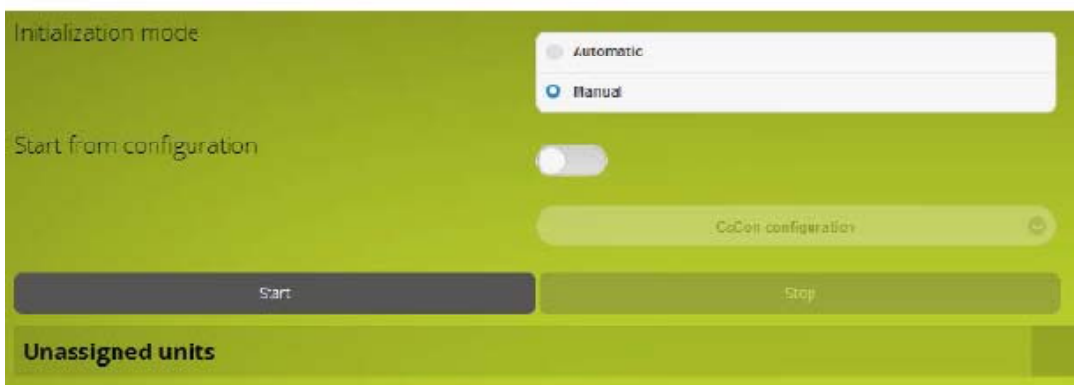 Initialization mode
Automatic
Manual
Start from configuration
CoCon configuration
Start
Stop
Unassigned units